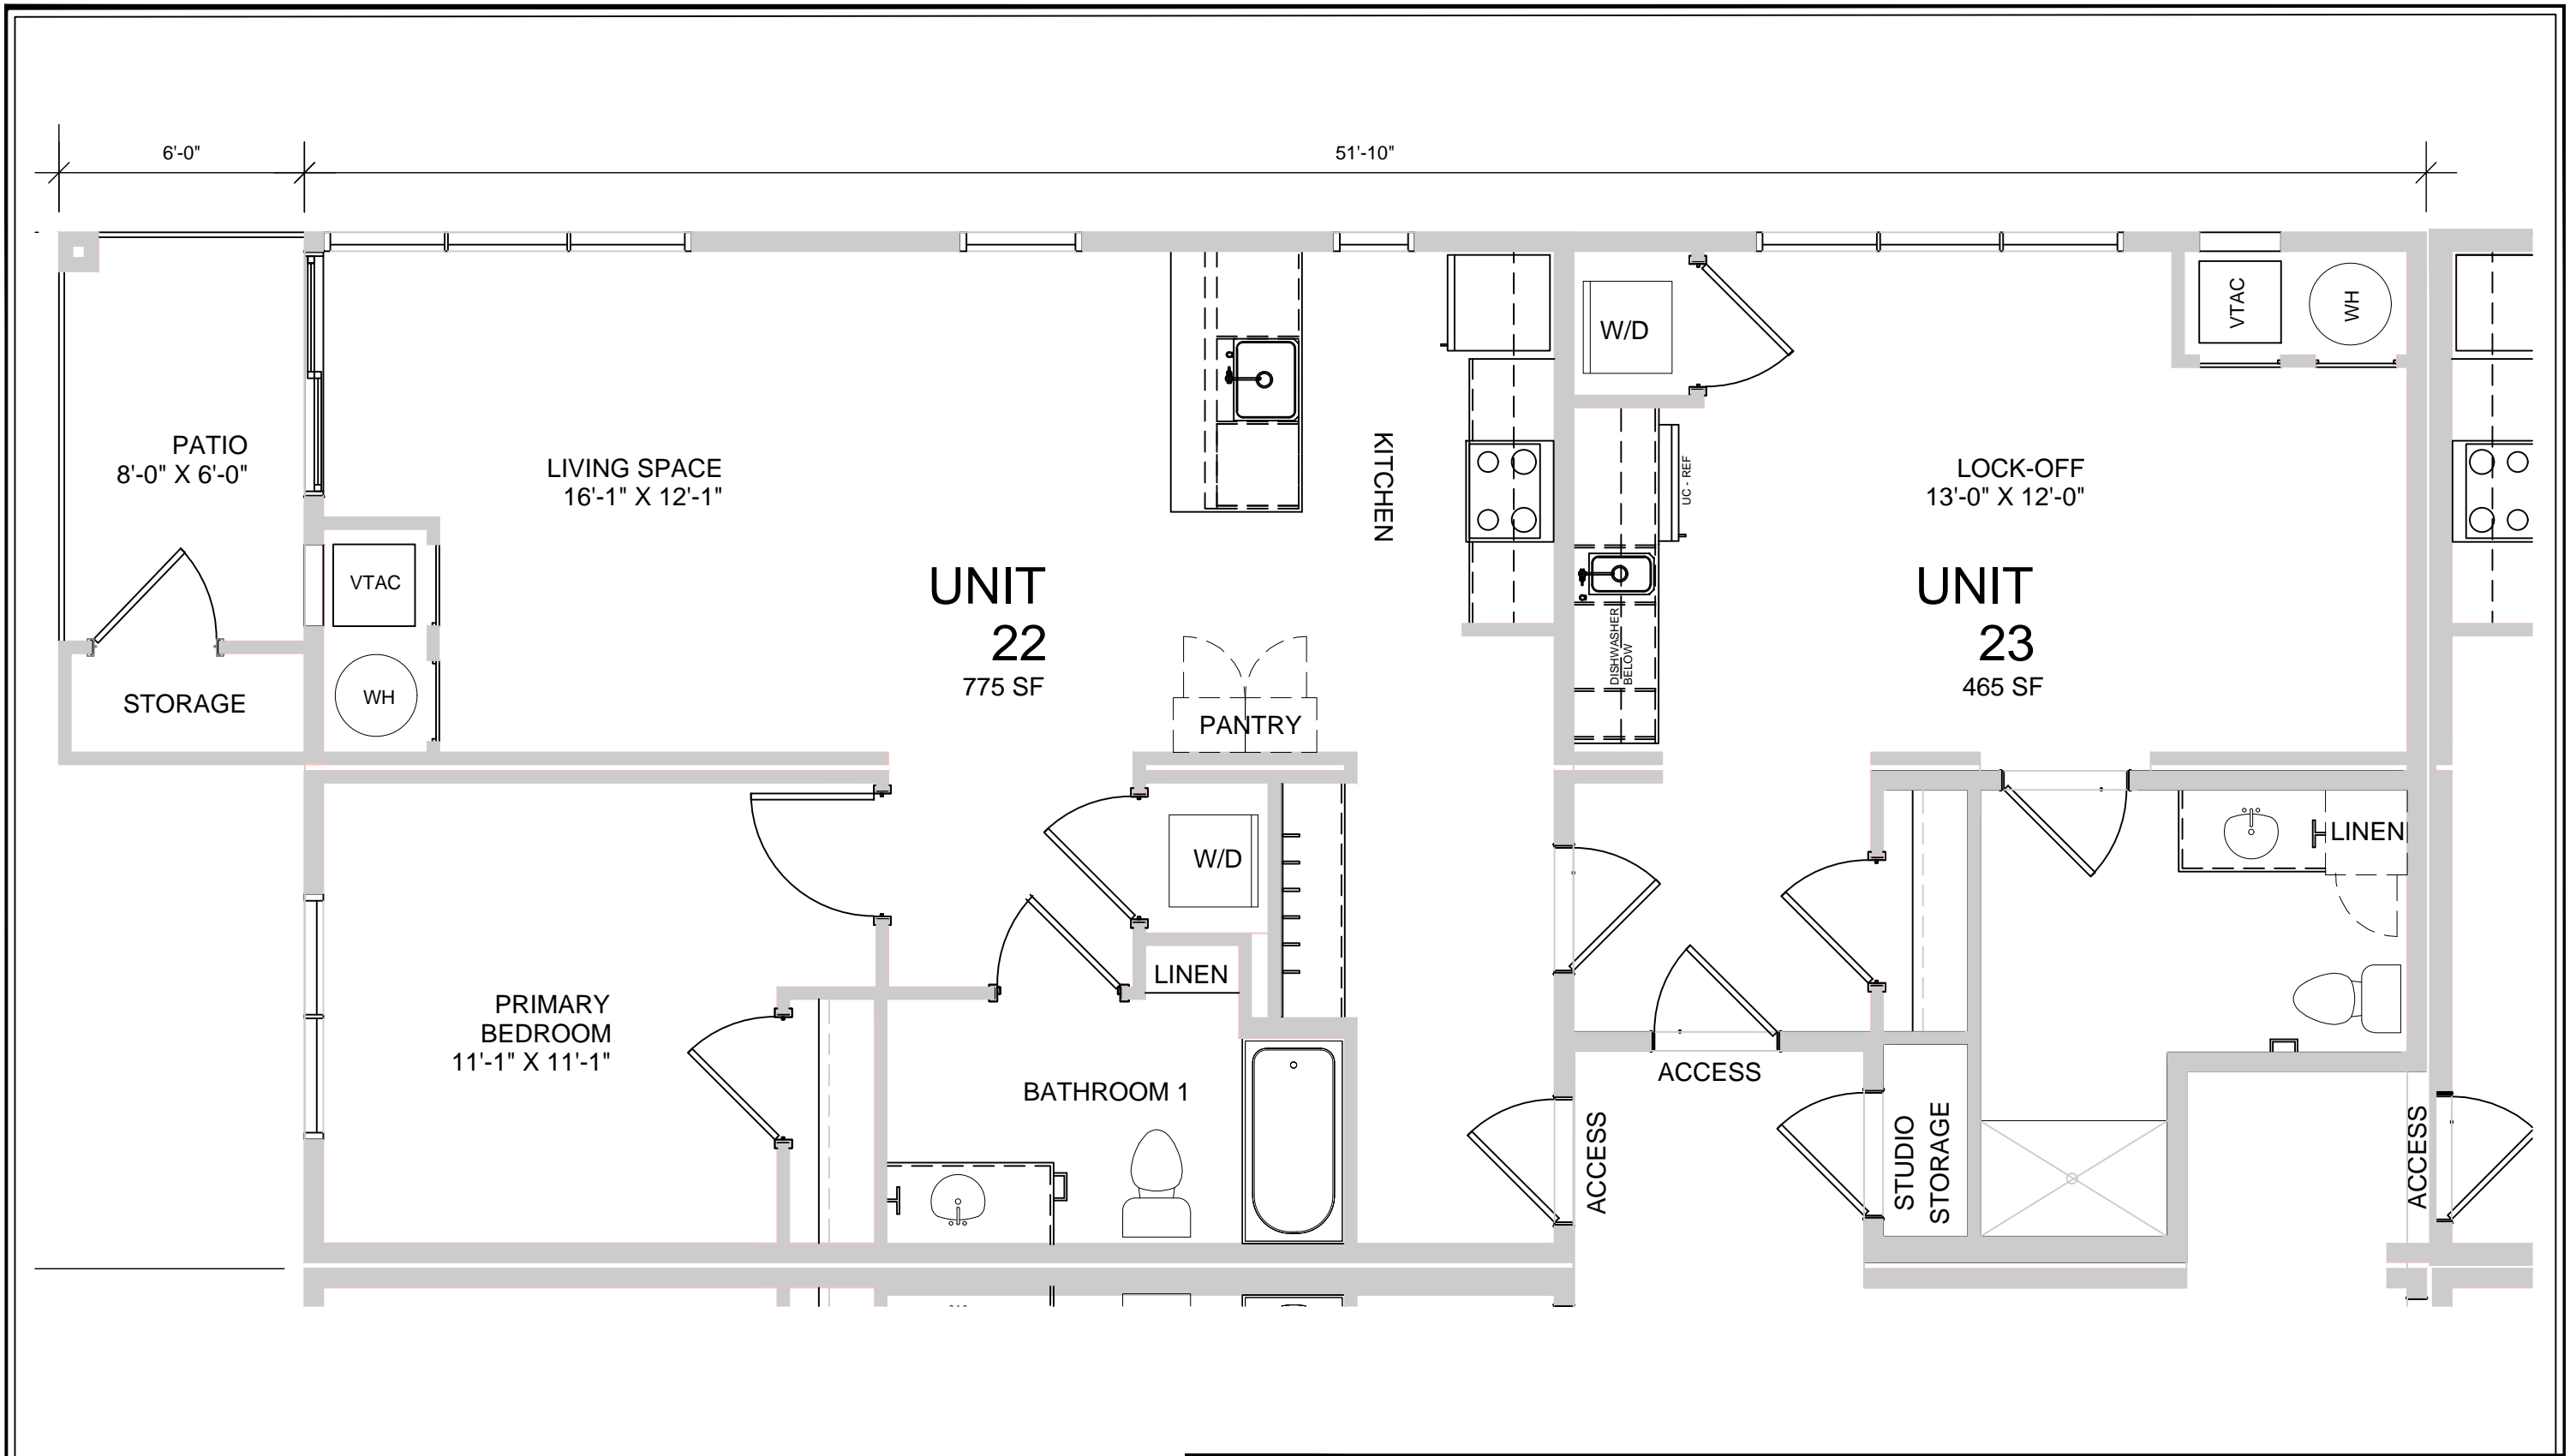 6'-0"
51'-10"
PATIO
8'-0" X 6'-0"
LIVING SPACE
16'-1" X 12'-1"
KITCHEN
W/D
UC - REF
LOCK-OFF
13'-0" X 12'-0"
VTAC
WH
VTAC
WH
STORAGE
UNIT
22
775 SF
PANTRY
DISHWASHER
BELOW
UNIT
23
465 SF
W/D
LINEN
LINEN
PRIMARY
BEDROOM
11'-1" X 11'-1"
BATHROOM 1
ACCESS
ACCESS
STUDIO
STORAGE
ACCESS